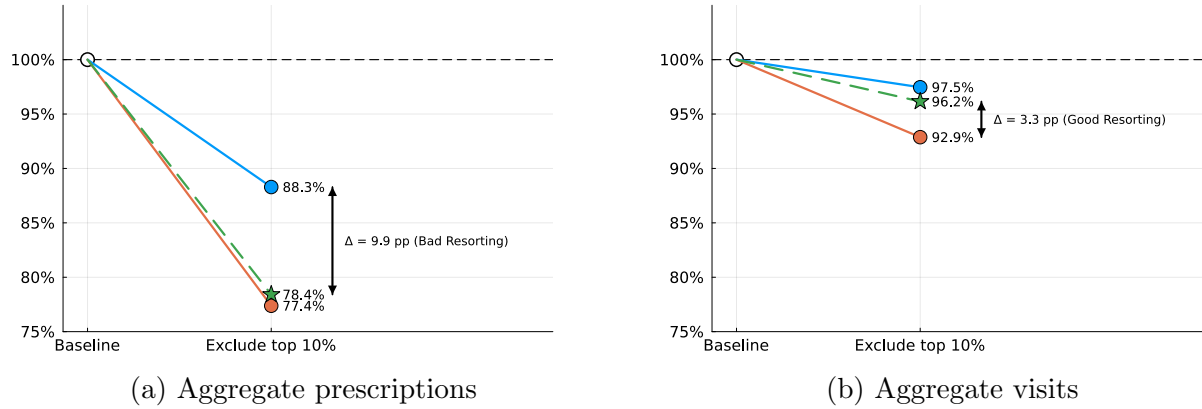 100%
95%
90%
85%
80%
75%
88.3%
Δ = 9.9 pp (Bad Resorting)
78.4%
77.4%
Baseline
Exclude top 10%
(a) Aggregate prescriptions
100%
95%
90%
85%
80%
75%
97.5%
96.2%
Δ = 3.3 pp (Good Resorting)
92.9%
Baseline
Exclude top 10%
(b) Aggregate visits